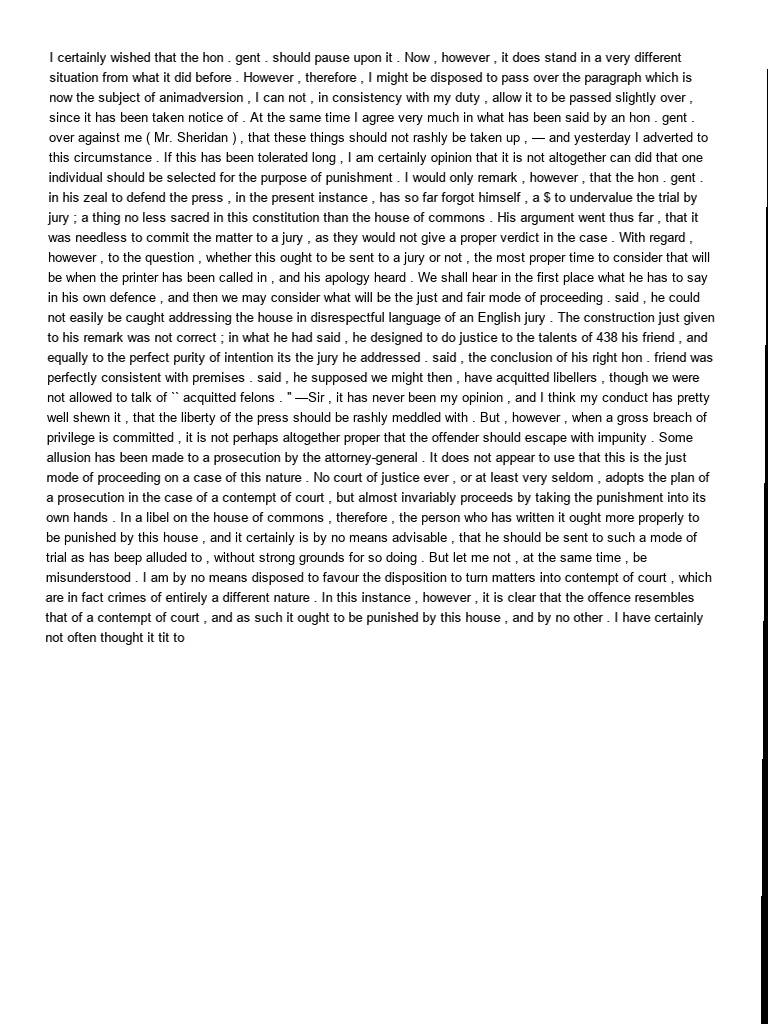 I certainly wished that the hon . gent . should pause upon it . Now , however , it does stand in a very different
situation from what it did before . However , therefore , I might be disposed to pass over the paragraph which is
now the subject of animadversion , I can not , in consistency with my duty , allow it to be passed slightly over ,
since it has been taken notice of . At the same time I agree very much in what has been said by an hon . gent .
over against me ( Mr. Sheridan ) , that these things should not rashly be taken up , — and yesterday I adverted to
this circumstance . If this has been tolerated long , I am certainly opinion that it is not altogether can did that one
individual should be selected for the purpose of punishment . I would only remark , however , that the hon . gent .
in his zeal to defend the press , in the present instance , has so far forgot himself , a $ to undervalue the trial by
jury ; a thing no less sacred in this constitution than the house of commons . His argument went thus far , that it
was needless to commit the matter to a jury , as they would not give a proper verdict in the case . With regard ,
however , to the question , whether this ought to be sent to a jury or not , the most proper time to consider that will
be when the printer has been called in , and his apology heard . We shall hear in the first place what he has to say
in his own defence , and then we may consider what will be the just and fair mode of proceeding . said , he could
not easily be caught addressing the house in disrespectful language of an English jury . The construction just given
to his remark was not correct ; in what he had said , he designed to do justice to the talents of 438 his friend , and
equally to the perfect purity of intention its the jury he addressed . said , the conclusion of his right hon . friend was
perfectly consistent with premises . said , he supposed we might then , have acquitted libellers , though we were
not allowed to talk of `` acquitted felons . " —Sir , it has never been my opinion , and I think my conduct has pretty
well shewn it , that the liberty of the press should be rashly meddled with . But , however , when a gross breach of
privilege is committed , it is not perhaps altogether proper that the offender should escape with impunity . Some
allusion has been made to a prosecution by the attorney-general . It does not appear to use that this is the just
mode of proceeding on a case of this nature . No court of justice ever , or at least very seldom , adopts the plan of
a prosecution in the case of a contempt of court , but almost invariably proceeds by taking the punishment into its
own hands . In a libel on the house of commons , therefore , the person who has written it ought more properly to
be punished by this house , and it certainly is by no means advisable , that he should be sent to such a mode of
trial as has beep alluded to , without strong grounds for so doing . But let me not , at the same time , be
misunderstood . I am by no means disposed to favour the disposition to turn matters into contempt of court , which
are in fact crimes of entirely a different nature . In this instance , however , it is clear that the offence resembles
that of a contempt of court , and as such it ought to be punished by this house , and by no other . I have certainly
not often thought it tit to